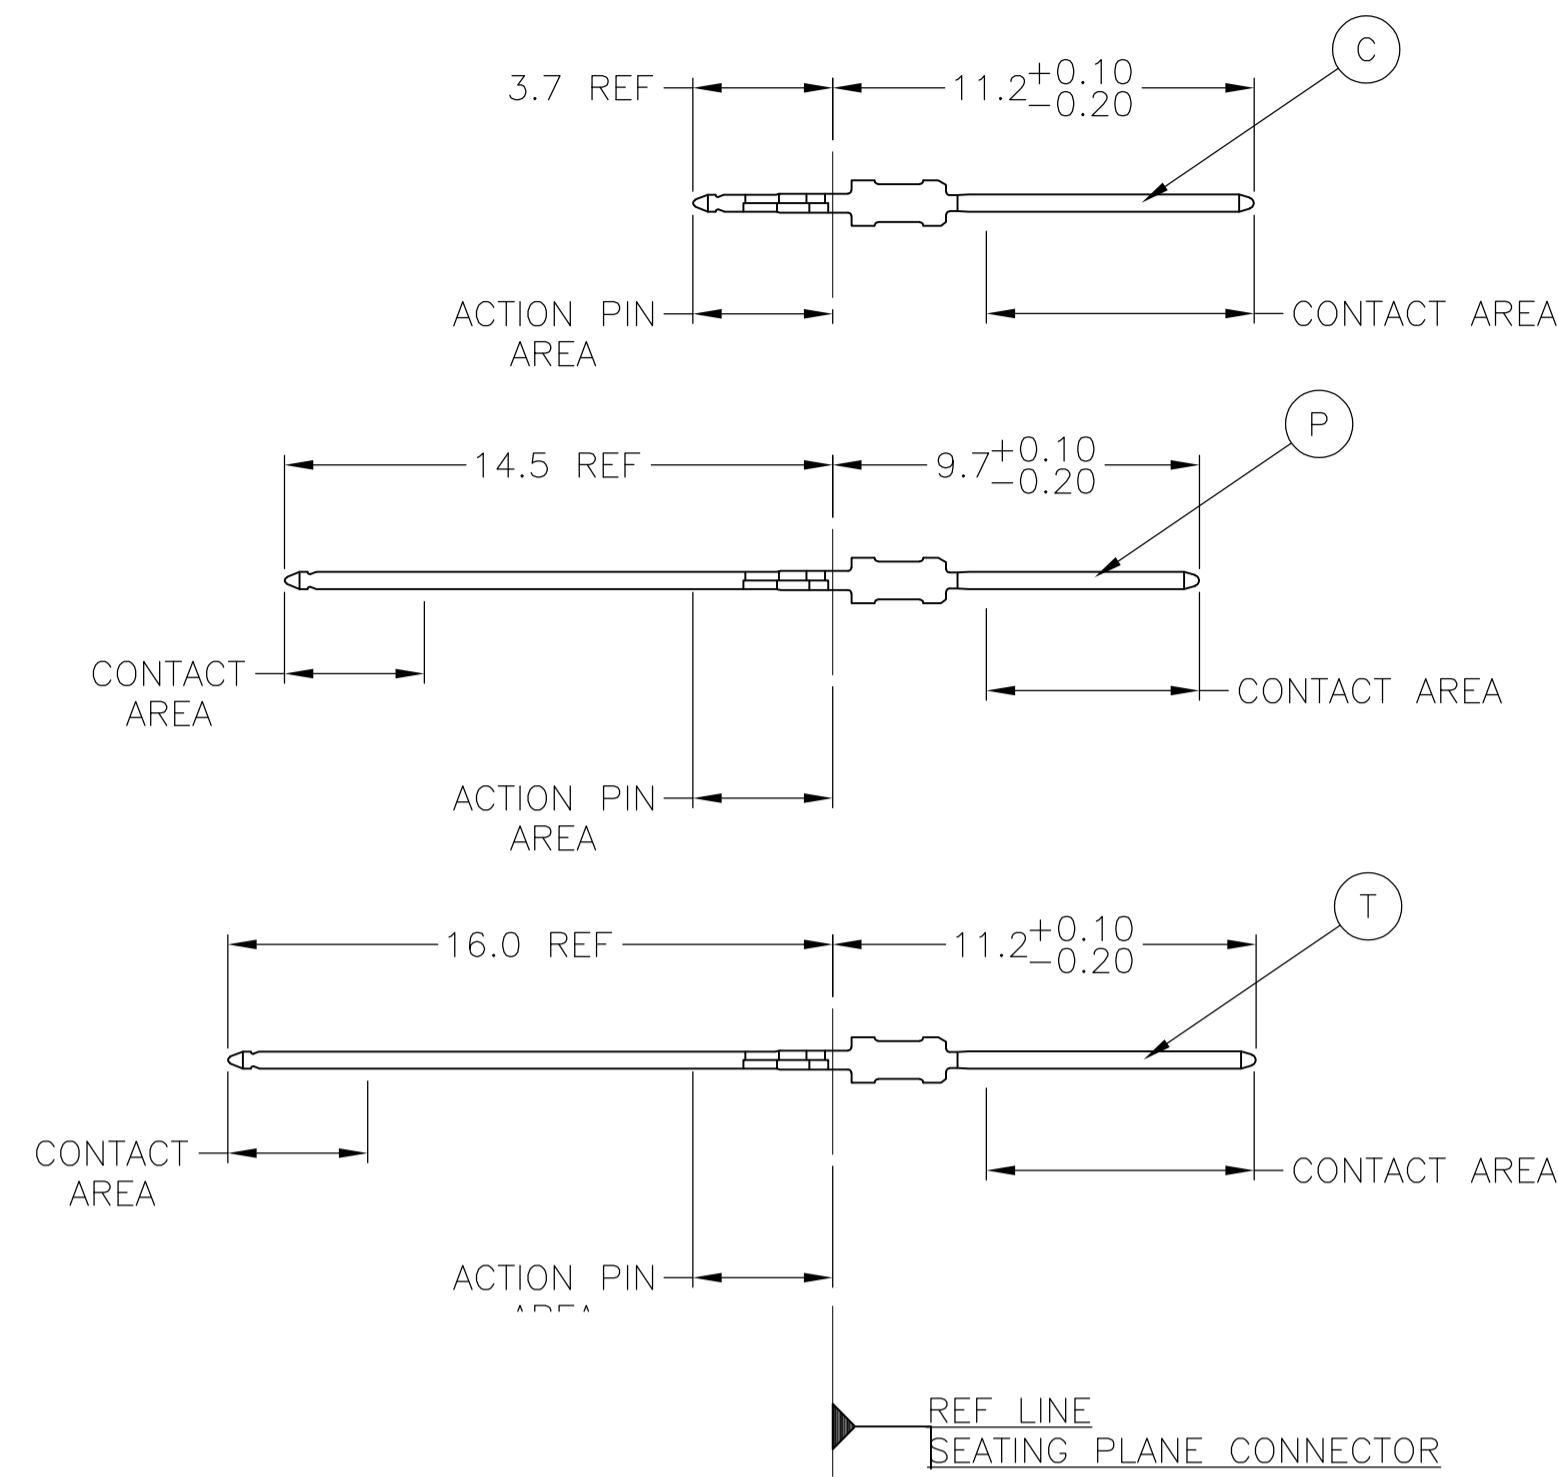 C
3.7 REF
11.2 +0.10
-0.20
ACTION PIN
AREA
CONTACT AREA
P
14.5 REF
9.7 +0.10
-0.20
CONTACT
AREA
CONTACT AREA
ACTION PIN
AREA
T
16.0 REF
11.2 +0.10
-0.20
CONTACT
AREA
CONTACT AREA
ACTION PIN
AREA
REF LINE
SEATING PLANE CONNECTOR